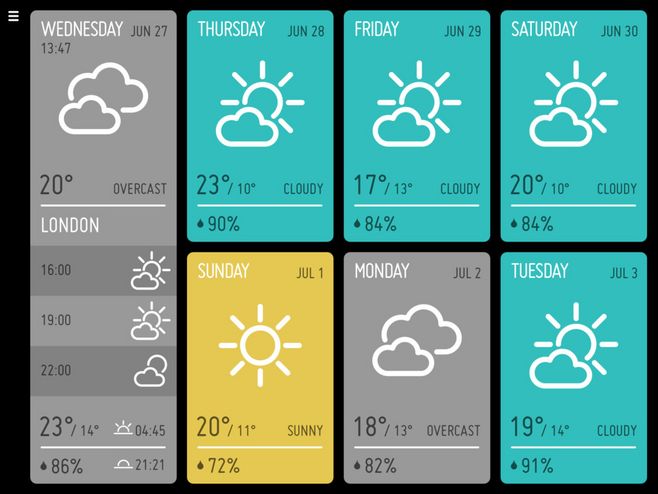 WEDNESDAY JUN 27
13:47
20° OVERCAST
LONDON
16:00
19:00
22:00
23°/ 14° 04:45
86% 21:21
THURSDAY JUN 28
23°/ 10° CLOUDY
90%
FRIDAY JUN 29
17°/ 13° CLOUDY
84%
SATURDAY JUN 30
20°/ 10° CLOUDY
84%
SUNDAY JUL 1
20°/ 11° SUNNY
72%
MONDAY JUL 2
18°/ 13° OVERCAST
82%
TUESDAY JUL 3
19°/ 14° CLOUDY
91%